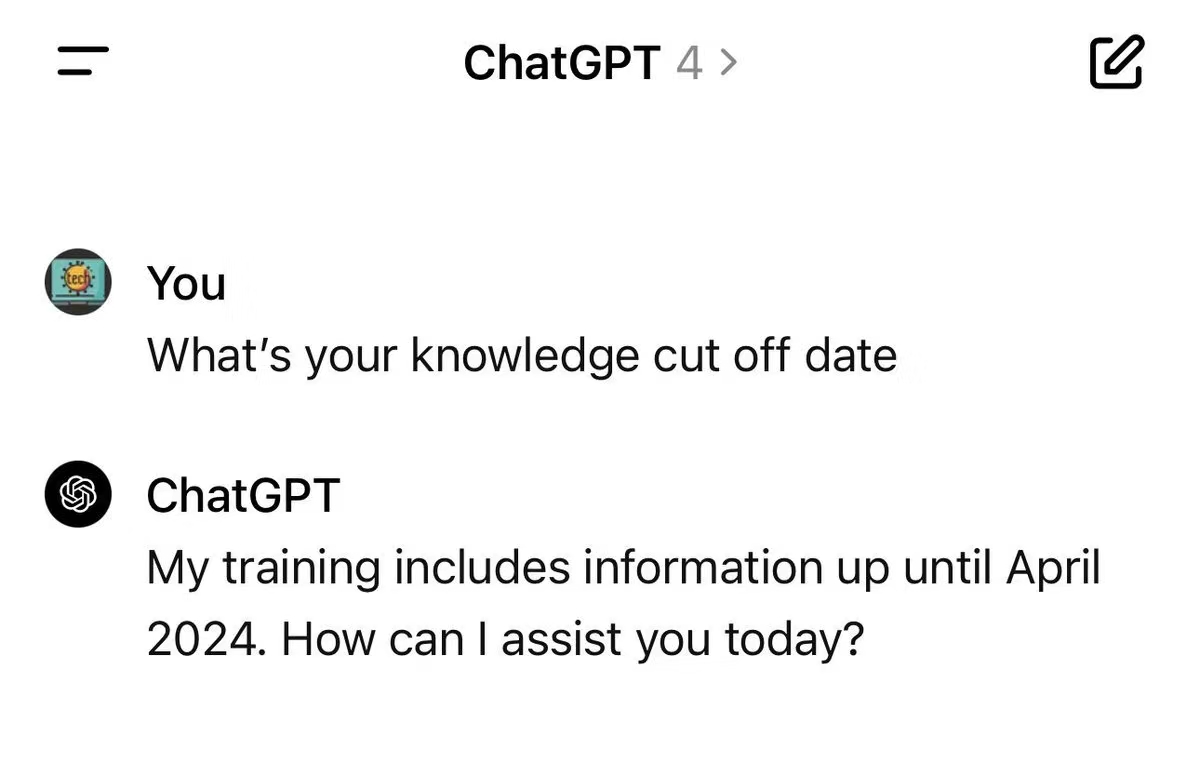 ChatGPT 4 >
tech
You
What’s your knowledge cut off date
ChatGPT
My training includes information up until April
2024. How can I assist you today?